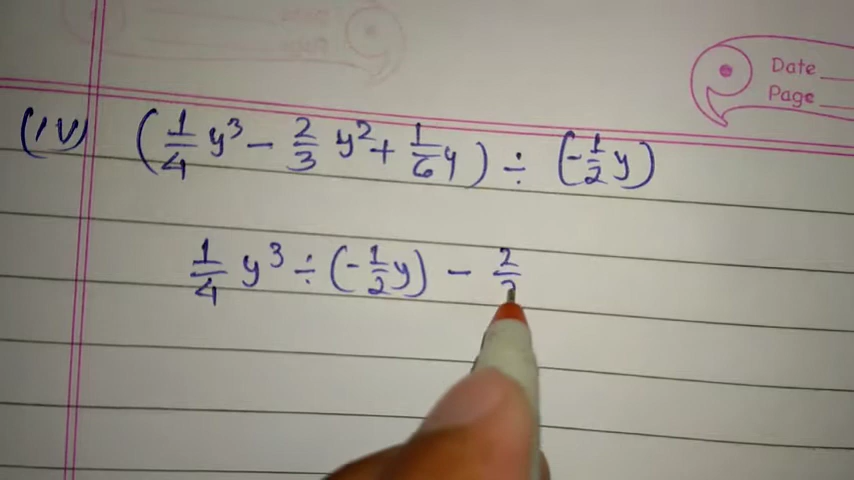 Date
Page
(iv) (1/4 y³ - 2/3 y² + 1/6 y) ÷ (-1/2 y)
1/4 y³ ÷ (-1/2 y) - 2/